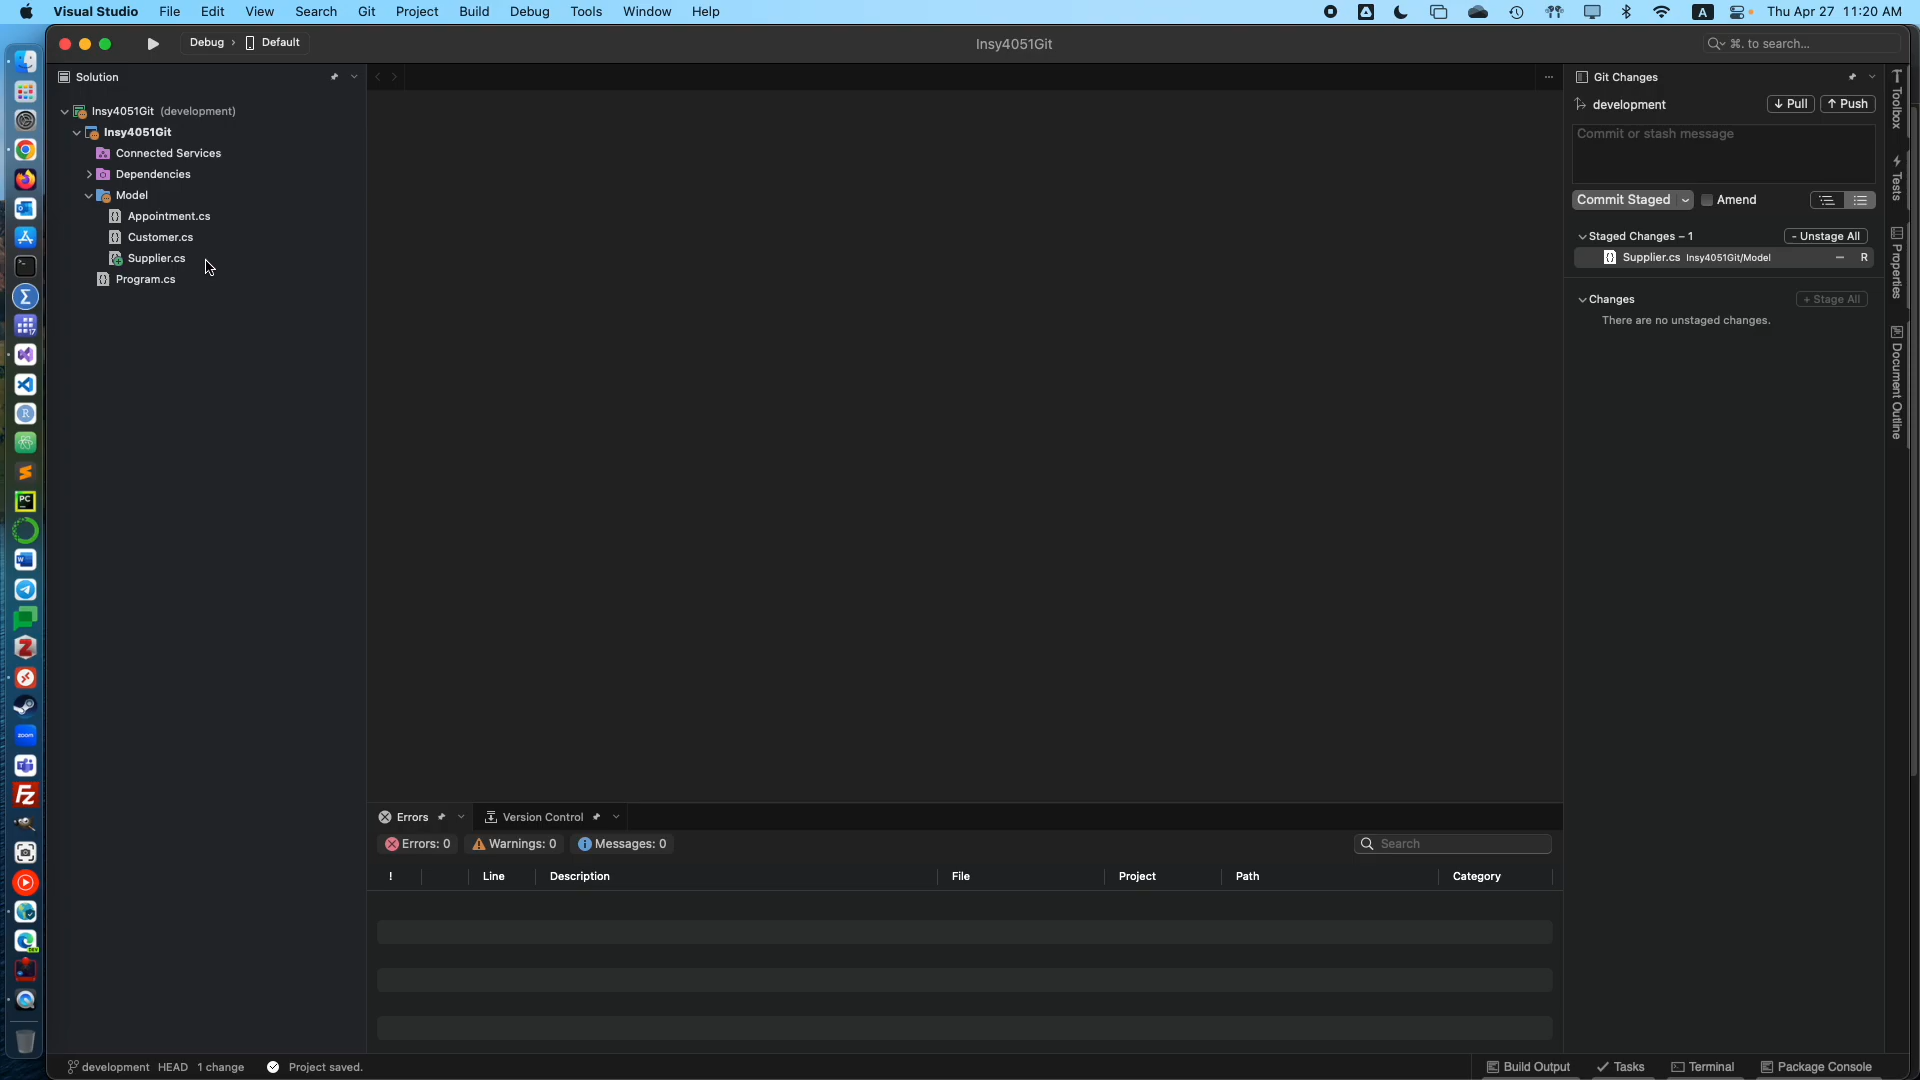 Visual Studio File Edit View Search Git Project Build Debug Tools Window Help
A Thu Apr 27 11:20 AM
Debug › Default
Insy4051Git
⌘. to search...
Solution
Insy4051Git (development)
Insy4051Git
Connected Services
Dependencies
Model
Appointment.cs
Customer.cs
Supplier.cs
Program.cs
Git Changes
development
↓ Pull
↑ Push
Commit or stash message
Commit Staged
Amend
Staged Changes – 1
- Unstage All
Supplier.cs Insy4051Git/Model
R
Changes
+ Stage All
There are no unstaged changes.
Toolbox
Tests
Properties
Document Outline
Errors
Version Control
Errors: 0 Warnings: 0 Messages: 0
Search
! Line Description File Project Path Category
development HEAD 1 change
Project saved.
Build Output
Tasks
Terminal
Package Console
17
R
PC
W
Z
zoom
FZ
DEV